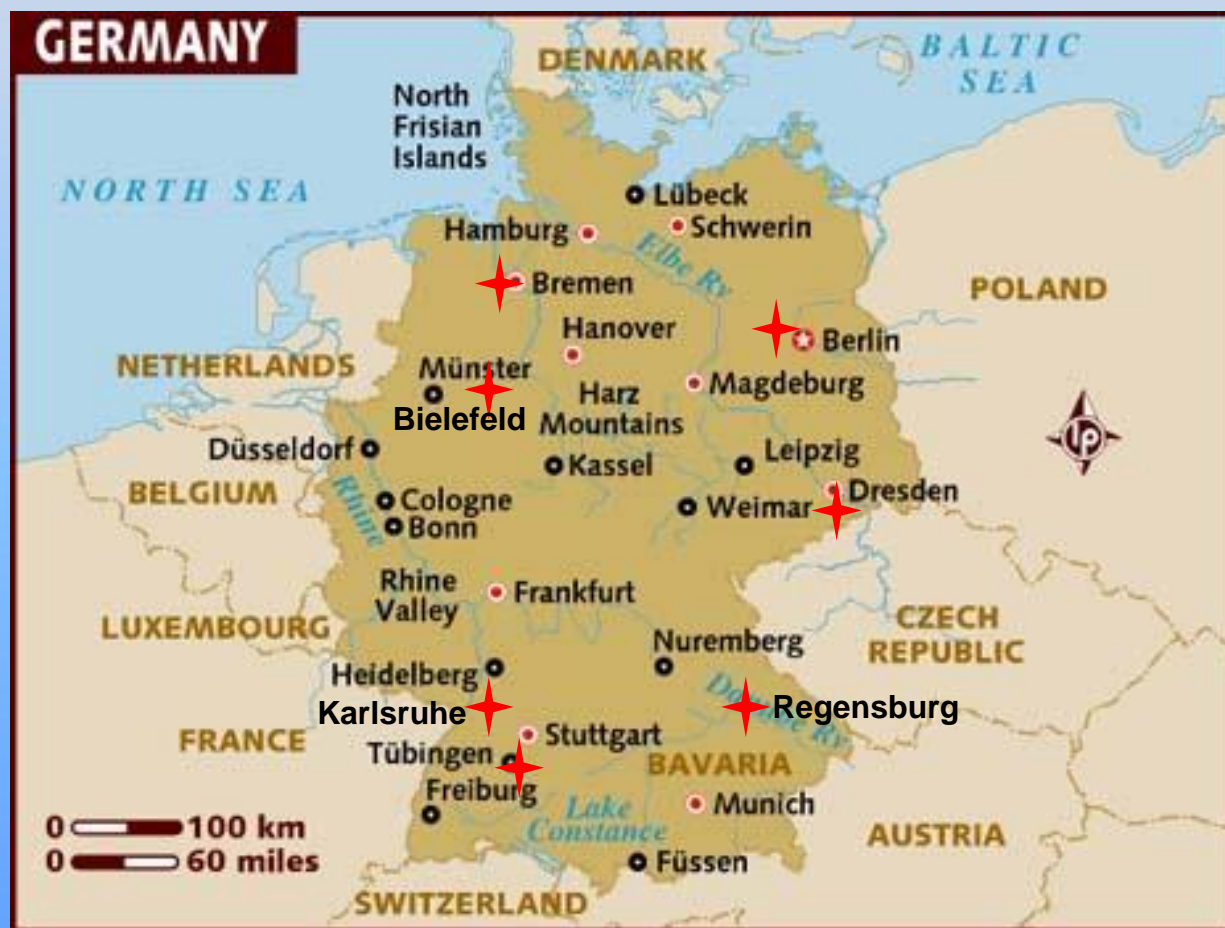 GERMANY
DENMARK
BALTIC
SEA
North
Frisian
Islands
NORTH SEA
Lübeck
Hamburg
Schwerin
Elbe Rv
Bremen
POLAND
Hanover
Berlin
NETHERLANDS
Münster
Magdeburg
Bielefeld
Harz
Mountains
Düsseldorf
Kassel
Leipzig
BELGIUM
Rhine
Cologne
Weimar
Dresden
Bonn
Rhine
Valley
Frankfurt
LUXEMBOURG
CZECH
REPUBLIC
Nuremberg
Heidelberg
Karlsruhe
Danube Rv
Regensburg
FRANCE
Stuttgart
Tübingen
BAVARIA
Freiburg
Lake
Constance
Munich
0 100 km
0 60 miles
AUSTRIA
Füssen
SWITZERLAND
lp